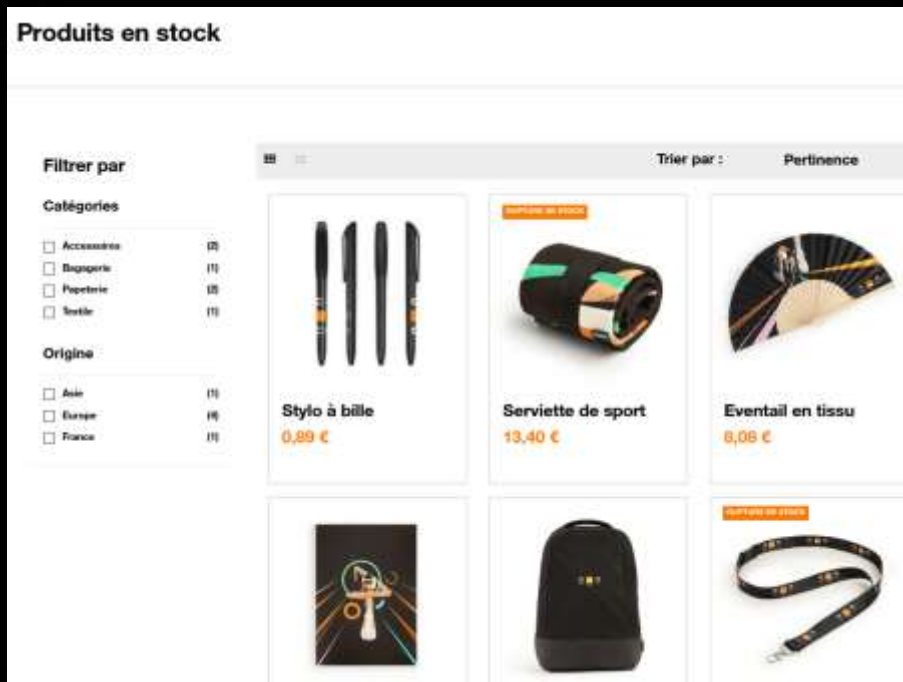 Produits en stock
Filtrer par
Catégories
Accessoires (2)
Bagagerie (1)
Papeterie (2)
Textile (1)
Origine
Asie (1)
Europe (4)
France (1)
Trier par : Pertinence
RUPTURE DE STOCK
Stylo à bille
0,89 €
Serviette de sport
13,40 €
Eventail en tissu
8,08 €
RUPTURE DE STOCK